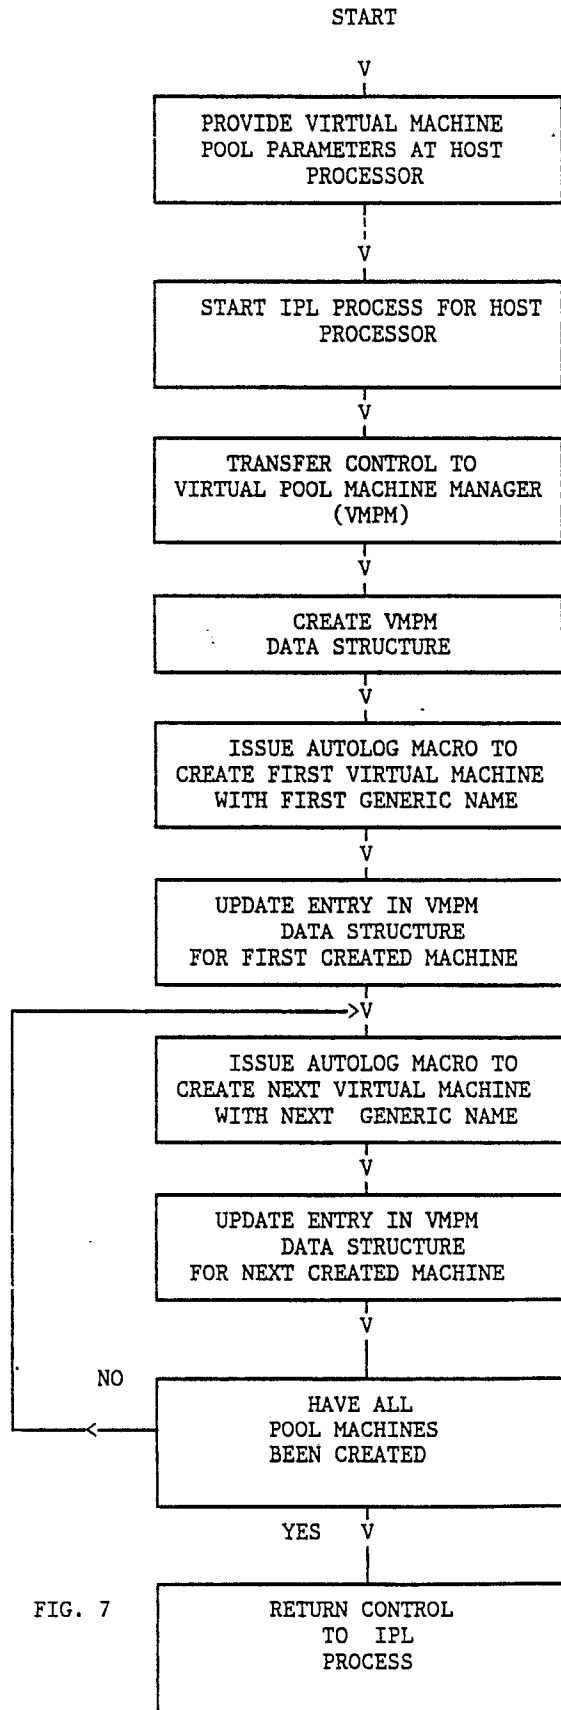 START
V
PROVIDE VIRTUAL MACHINE
POOL PARAMETERS AT HOST
PROCESSOR
V
START IPL PROCESS FOR HOST
PROCESSOR
V
TRANSFER CONTROL TO
VIRTUAL POOL MACHINE MANAGER
(VMPM)
V
CREATE VMPM
DATA STRUCTURE
V
ISSUE AUTOLOG MACRO TO
CREATE FIRST VIRTUAL MACHINE
WITH FIRST GENERIC NAME
V
UPDATE ENTRY IN VMPM
DATA STRUCTURE
FOR FIRST CREATED MACHINE
>V
ISSUE AUTOLOG MACRO TO
CREATE NEXT VIRTUAL MACHINE
WITH NEXT GENERIC NAME
V
UPDATE ENTRY IN VMPM
DATA STRUCTURE
FOR NEXT CREATED MACHINE
V
NO
<
HAVE ALL
POOL MACHINES
BEEN CREATED
YES V
FIG. 7
RETURN CONTROL
TO IPL
PROCESS